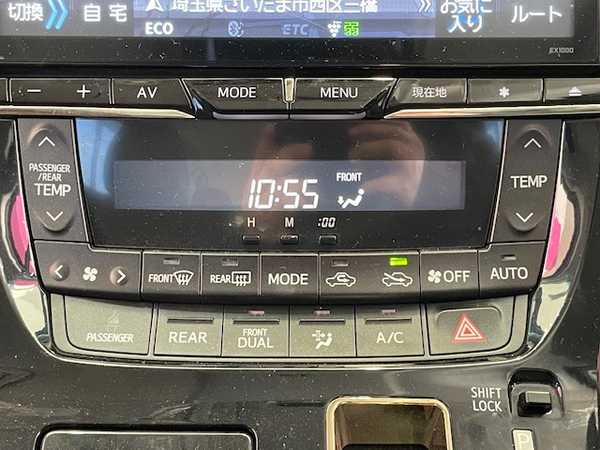 切換 》 自宅 埼玉県さいたま市西区三橋 》 お気に入り ルート
ECO ETC 弱
JEX1000
− + AV MODE MENU 現在地 ✱
PASSENGER/REAR TEMP
10:55 FRONT
H M :00
TEMP
FRONT REAR MODE OFF AUTO
PASSENGER REAR FRONT DUAL A/C
SHIFT LOCK
P